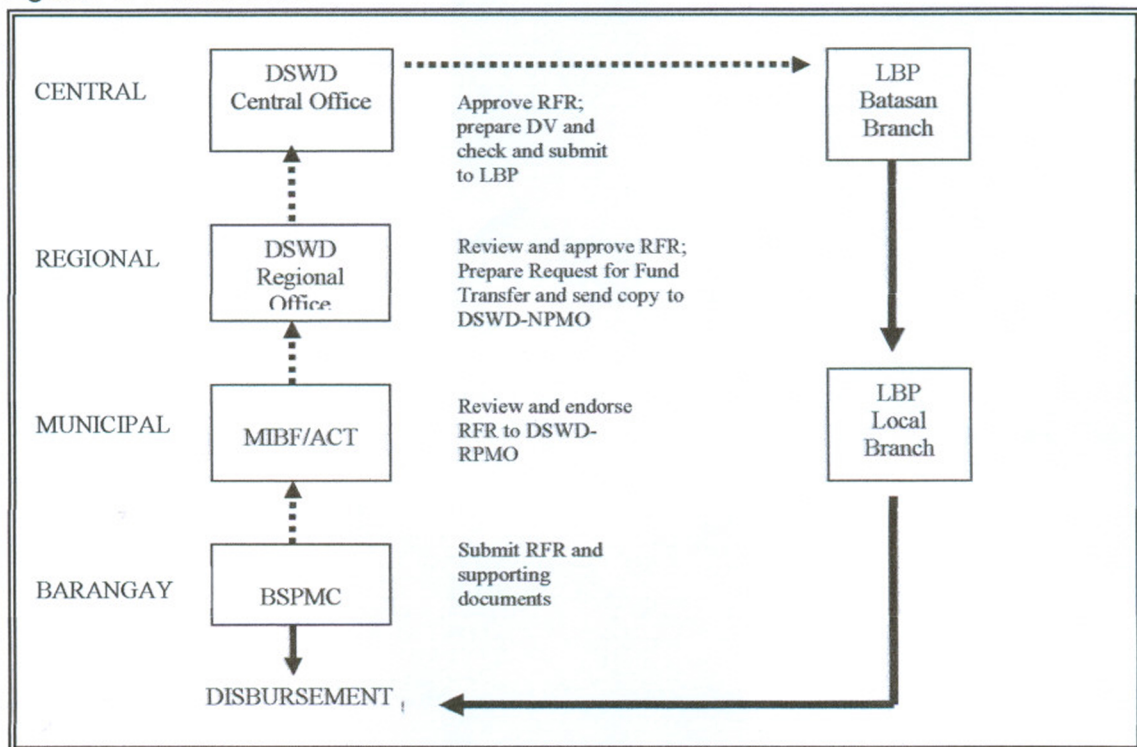 CENTRAL
DSWD
Central Office
Approve RFR;
prepare DV and
check and submit
to LBP
LBP
Batasan
Branch
REGIONAL
DSWD
Regional
Office
Review and approve RFR;
Prepare Request for Fund
Transfer and send copy to
DSWD-NPMO
MUNICIPAL
MIBF/ACT
Review and endorse
RFR to DSWD-
RPMO
LBP
Local
Branch
BARANGAY
BSPMC
Submit RFR and
supporting
documents
DISBURSEMENT